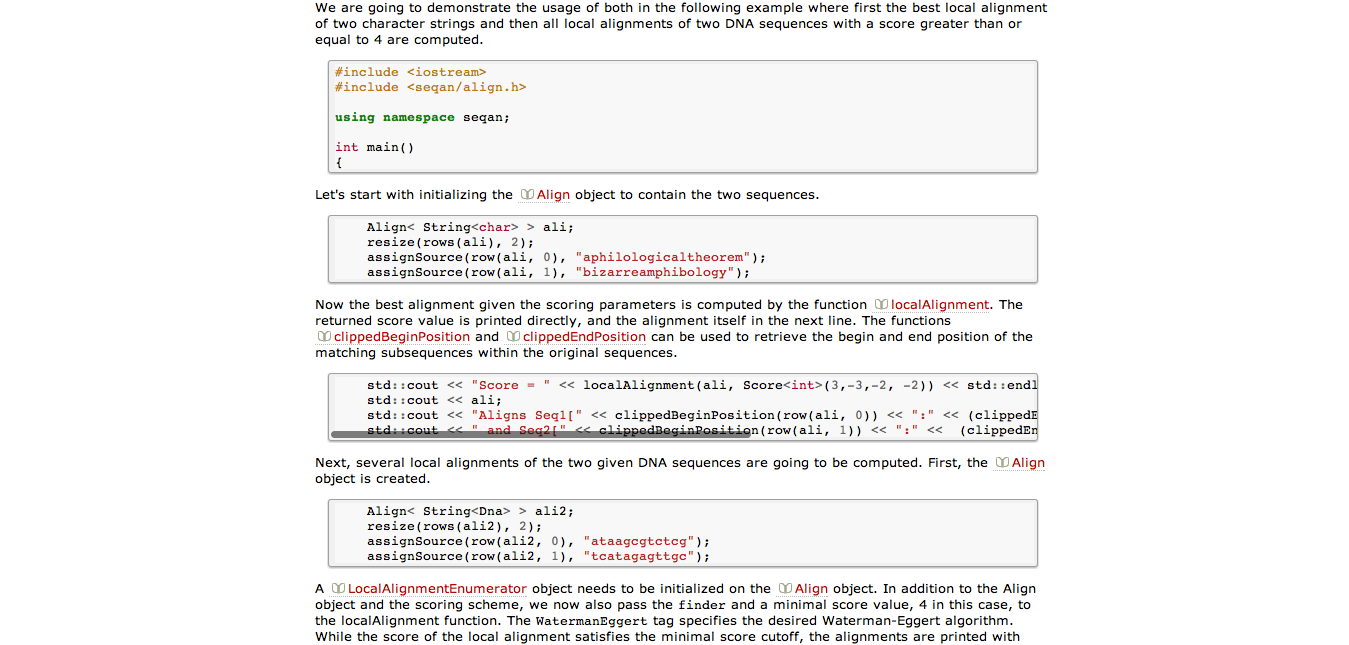 We are going to demonstrate the usage of both in the following example where first the best local alignment
of two character strings and then all local alignments of two DNA sequences with a score greater than or
equal to 4 are computed.
#include <iostream>
#include <seqan/align.h>
using namespace seqan;
int main()
{
Let's start with initializing the Align object to contain the two sequences.
Align< String<char> > ali;
resize(rows(ali), 2);
assignSource(row(ali, 0), "aphilologicaltheorem");
assignSource(row(ali, 1), "bizarreamphibology");
Now the best alignment given the scoring parameters is computed by the function localAlignment. The
returned score value is printed directly, and the alignment itself in the next line. The functions
clippedBeginPosition and clippedEndPosition can be used to retrieve the begin and end position of the
matching subsequences within the original sequences.
std::cout << "Score = " << localAlignment(ali, Score<int>(3,-3,-2, -2)) << std::endl
std::cout << ali;
std::cout << "Aligns Seq1[" << clippedBeginPosition(row(ali, 0)) << ":" << (clippedE
std::cout << " and Seq2[" << clippedBeginPosition(row(ali, 1)) << ":" <<  (clippedEn
Next, several local alignments of the two given DNA sequences are going to be computed. First, the Align
object is created.
Align< String<Dna> > ali2;
resize(rows(ali2), 2);
assignSource(row(ali2, 0), "ataagcgtctcg");
assignSource(row(ali2, 1), "tcatagagttgc");
A LocalAlignmentEnumerator object needs to be initialized on the Align object. In addition to the Align
object and the scoring scheme, we now also pass the finder and a minimal score value, 4 in this case, to
the localAlignment function. The WatermanEggert tag specifies the desired Waterman-Eggert algorithm.
While the score of the local alignment satisfies the minimal score cutoff, the alignments are printed with